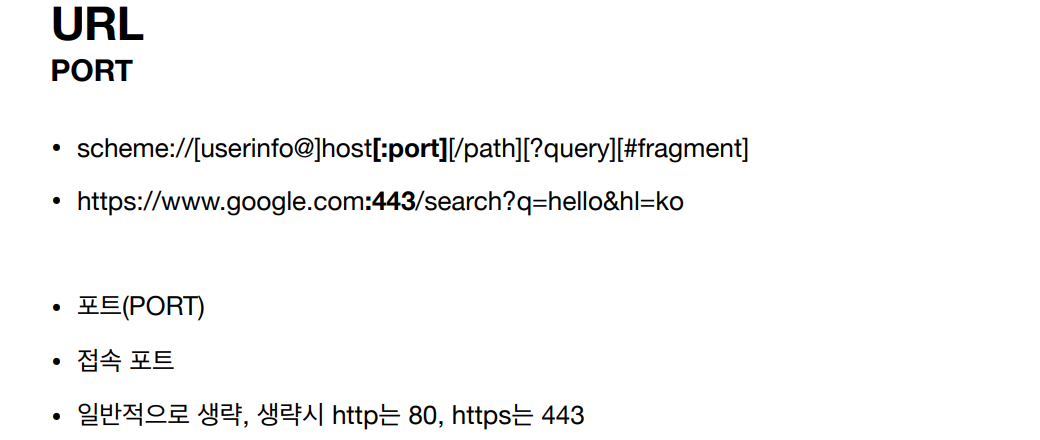 URL
PORT
• scheme://[userinfo@]host[:port][/path][?query][#fragment]
• https://www.google.com:443/search?q=hello&hl=ko
• 포트(PORT)
• 접속 포트
• 일반적으로 생략, 생략시 http는 80, https는 443